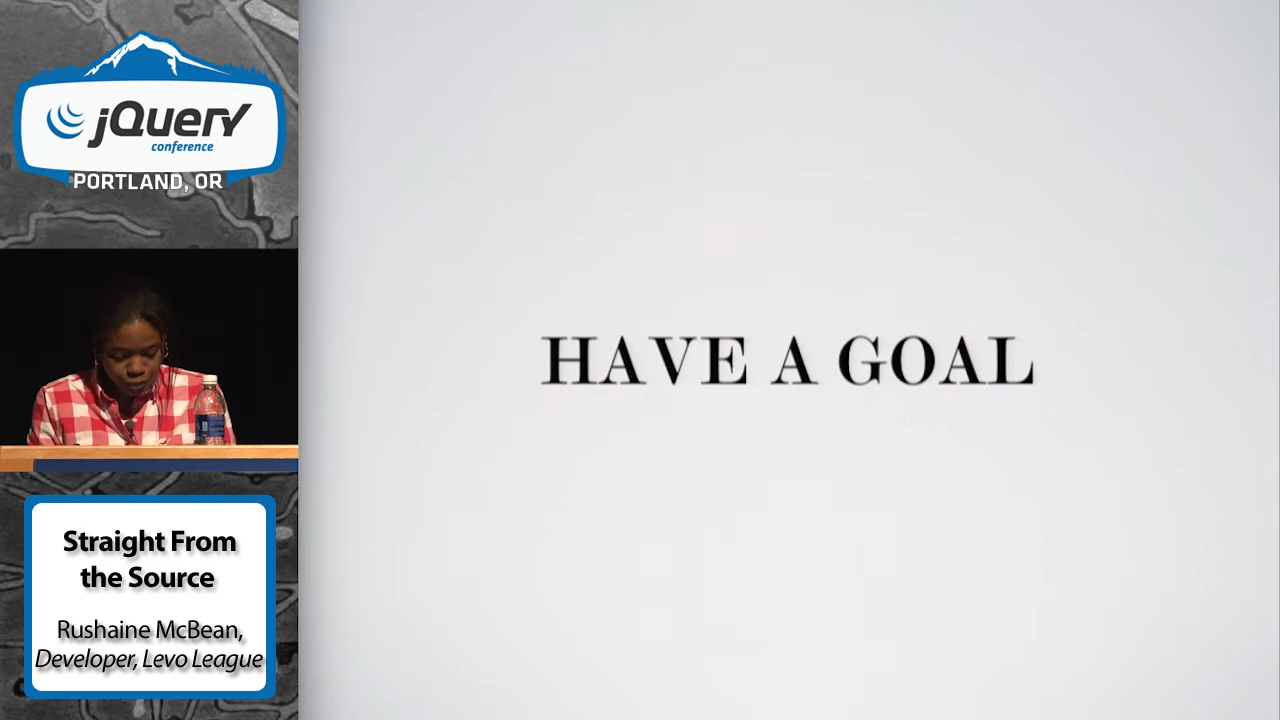 jQuery
conference
PORTLAND, OR
HAVE A GOAL
Straight From
the Source
Rushaine McBean,
Developer, Levo League